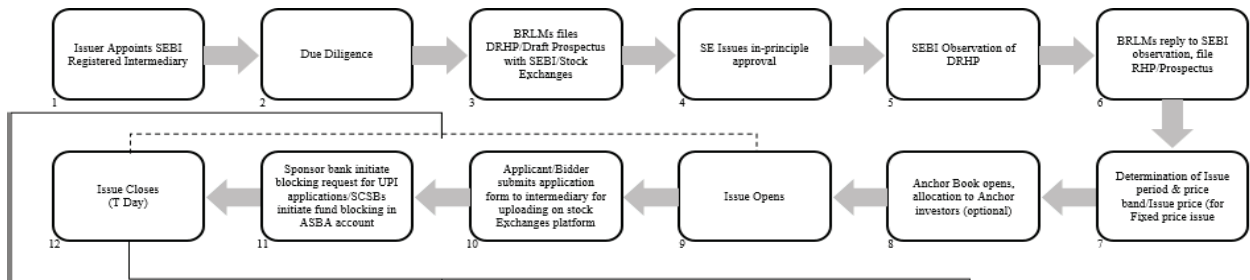 Issuer Appoints SEBI
Registered Intermediary
1
Due Diligence
2
BRLMs files
DRHP/Draft Prospectus
with SEBI/Stock
Exchanges
3
SE Issues in-principle
approval
4
SEBI Observation of
DRHP
5
BRLMs reply to SEBI
observation, file
RHP/Prospectus
6
Determination of Issue
period & price
band/Issue price (for
Fixed price issue
7
Anchor Book opens,
allocation to Anchor
investors (optional)
8
Issue Opens
9
Applicant/Bidder
submits application
form to intermediary for
uploading on stock
Exchanges platform
10
Sponsor bank initiate
blocking request for UPI
applications/SCSBs
initiate fund blocking in
ASBA account
11
Issue Closes
(T Day)
12